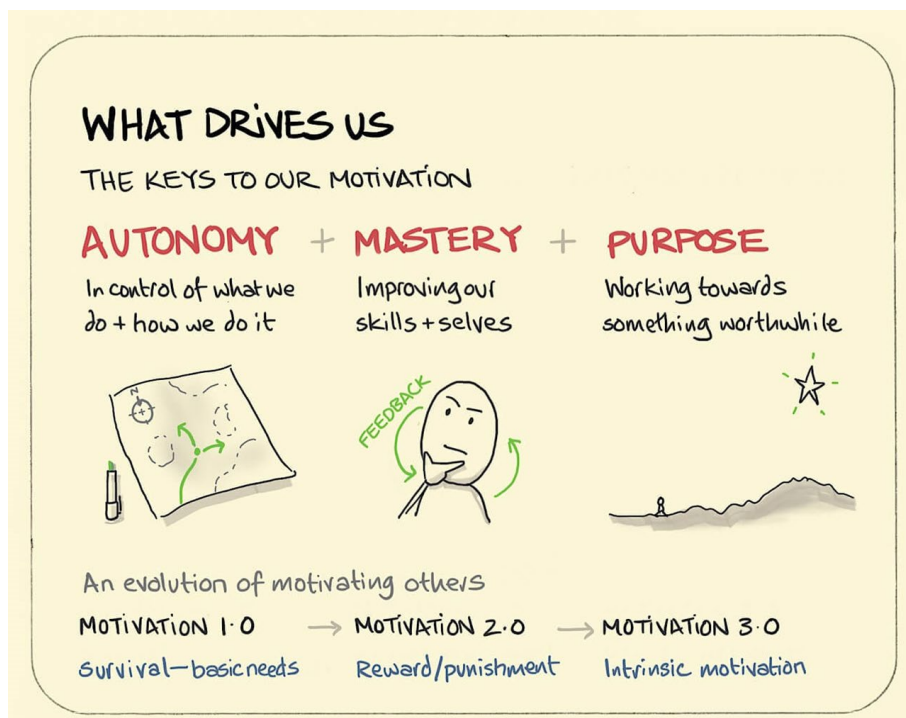 WHAT DRIVES US
THE KEYS TO OUR MOTIVATION
AUTONOMY + MASTERY + PURPOSE
In control of what we do + how we do it
Improving our skills + selves
Working towards something worthwhile
N
FEEDBACK
An evolution of motivating others
MOTIVATION 1.0 → MOTIVATION 2.0 → MOTIVATION 3.0
Survival—basic needs
Reward/punishment
Intrinsic motivation